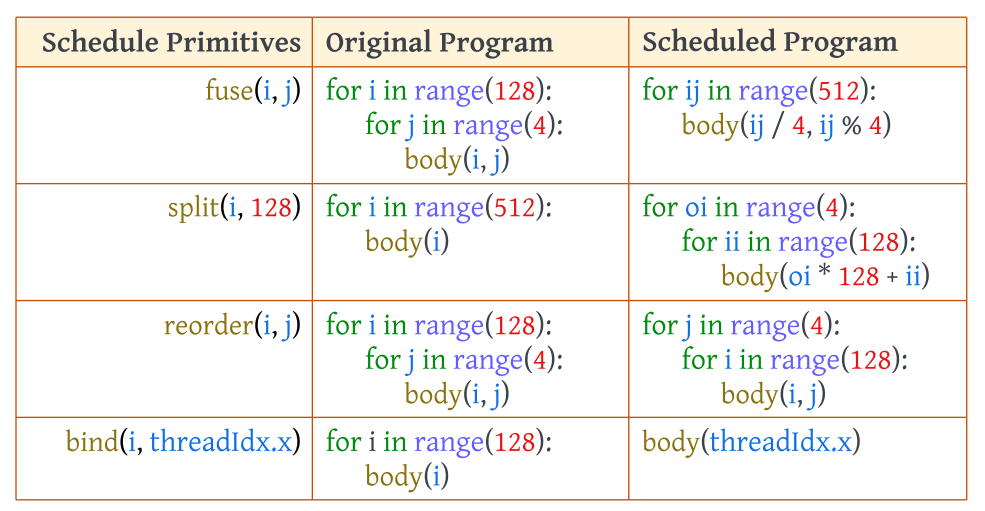 Schedule Primitives
Original Program
Scheduled Program
fuse(i, j)
for i in range(128):
for j in range(4):
body(i, j)
for ij in range(512):
body(ij / 4, ij % 4)
split(i, 128)
for i in range(512):
body(i)
for oi in range(4):
for ii in range(128):
body(oi * 128 + ii)
reorder(i, j)
for i in range(128):
for j in range(4):
body(i, j)
for j in range(4):
for i in range(128):
body(i, j)
bind(i, threadIdx.x)
for i in range(128):
body(i)
body(threadIdx.x)